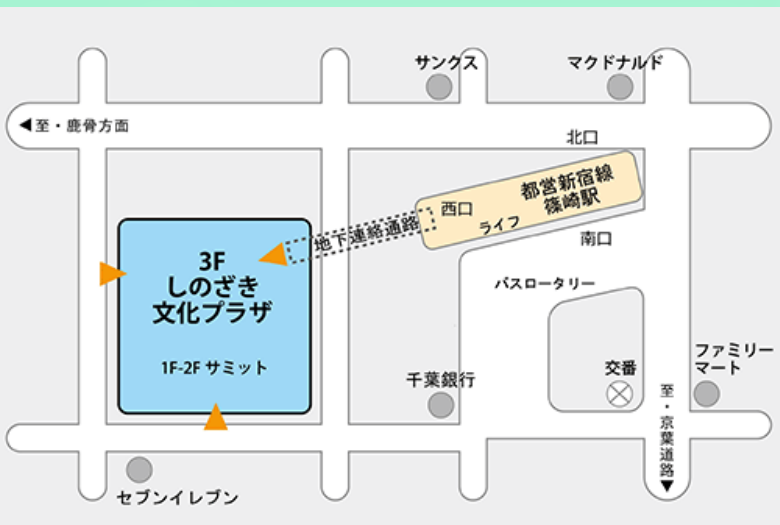 サンクス
マクドナルド
◀至・鹿骨方面
北口
都営新宿線
篠崎駅
西口
ライフ
地下連絡通路
南口
3F
しのざき
文化プラザ
1F-2F サミット
バスロータリー
千葉銀行
交番
ファミリー
マート
至・京葉道路▼
セブンイレブン